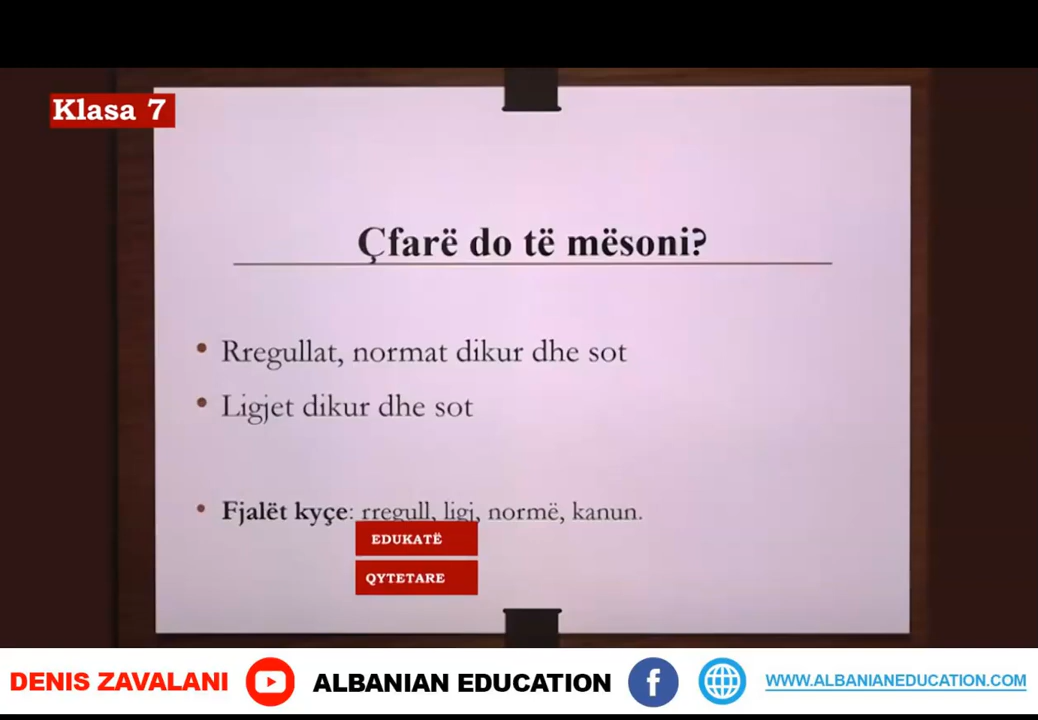 Klasa 7
Çfarë do të mësoni?
• Rregullat, normat dikur dhe sot
• Ligjet dikur dhe sot
• Fjalët kyçe: rregull, ligj, normë, kanun.
EDUKATË
QYTETARE
DENIS ZAVALANI
ALBANIAN EDUCATION
f
WWW.ALBANIANEDUCATION.COM